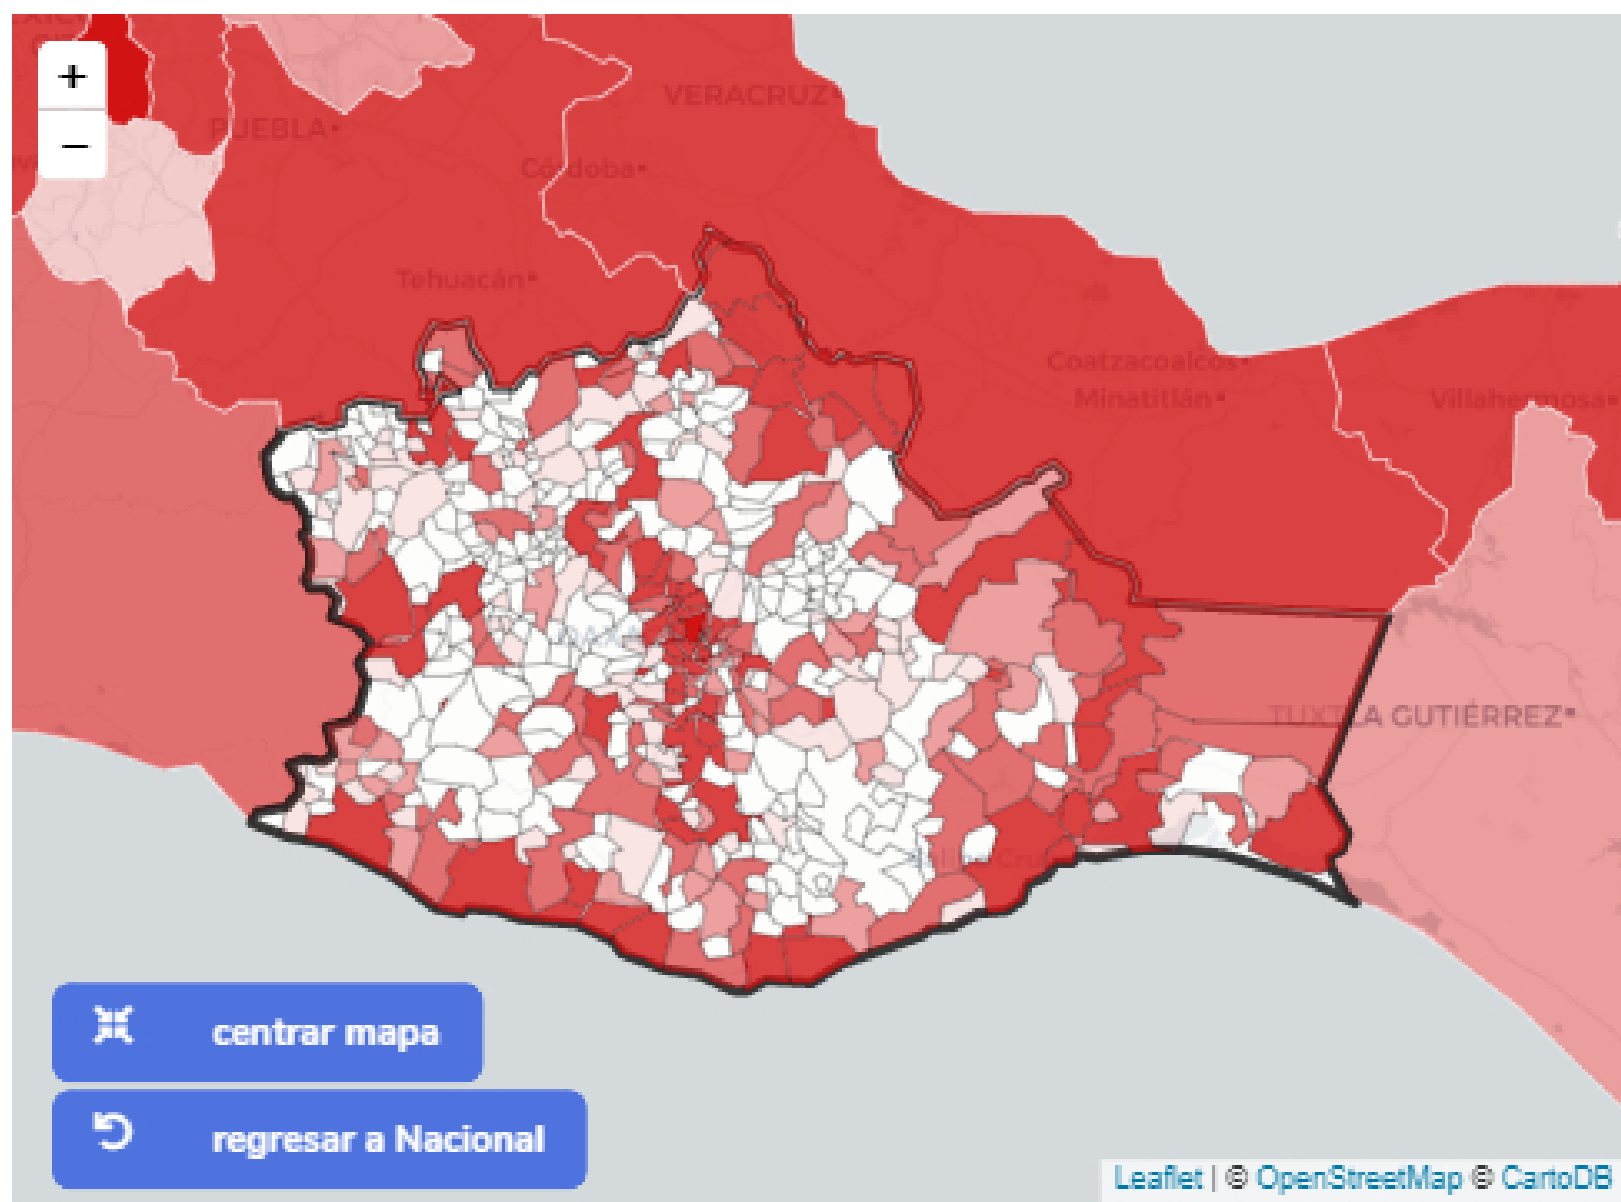 +
VERACRUZ
PUEBLA
Córdoba
−
Tehuacán
Coatzacoalcos
Minatitlán
Villahermosa
TUXTLA GUTIÉRREZ
centrar mapa
regresar a Nacional
Leaflet | © OpenStreetMap © CartoDB